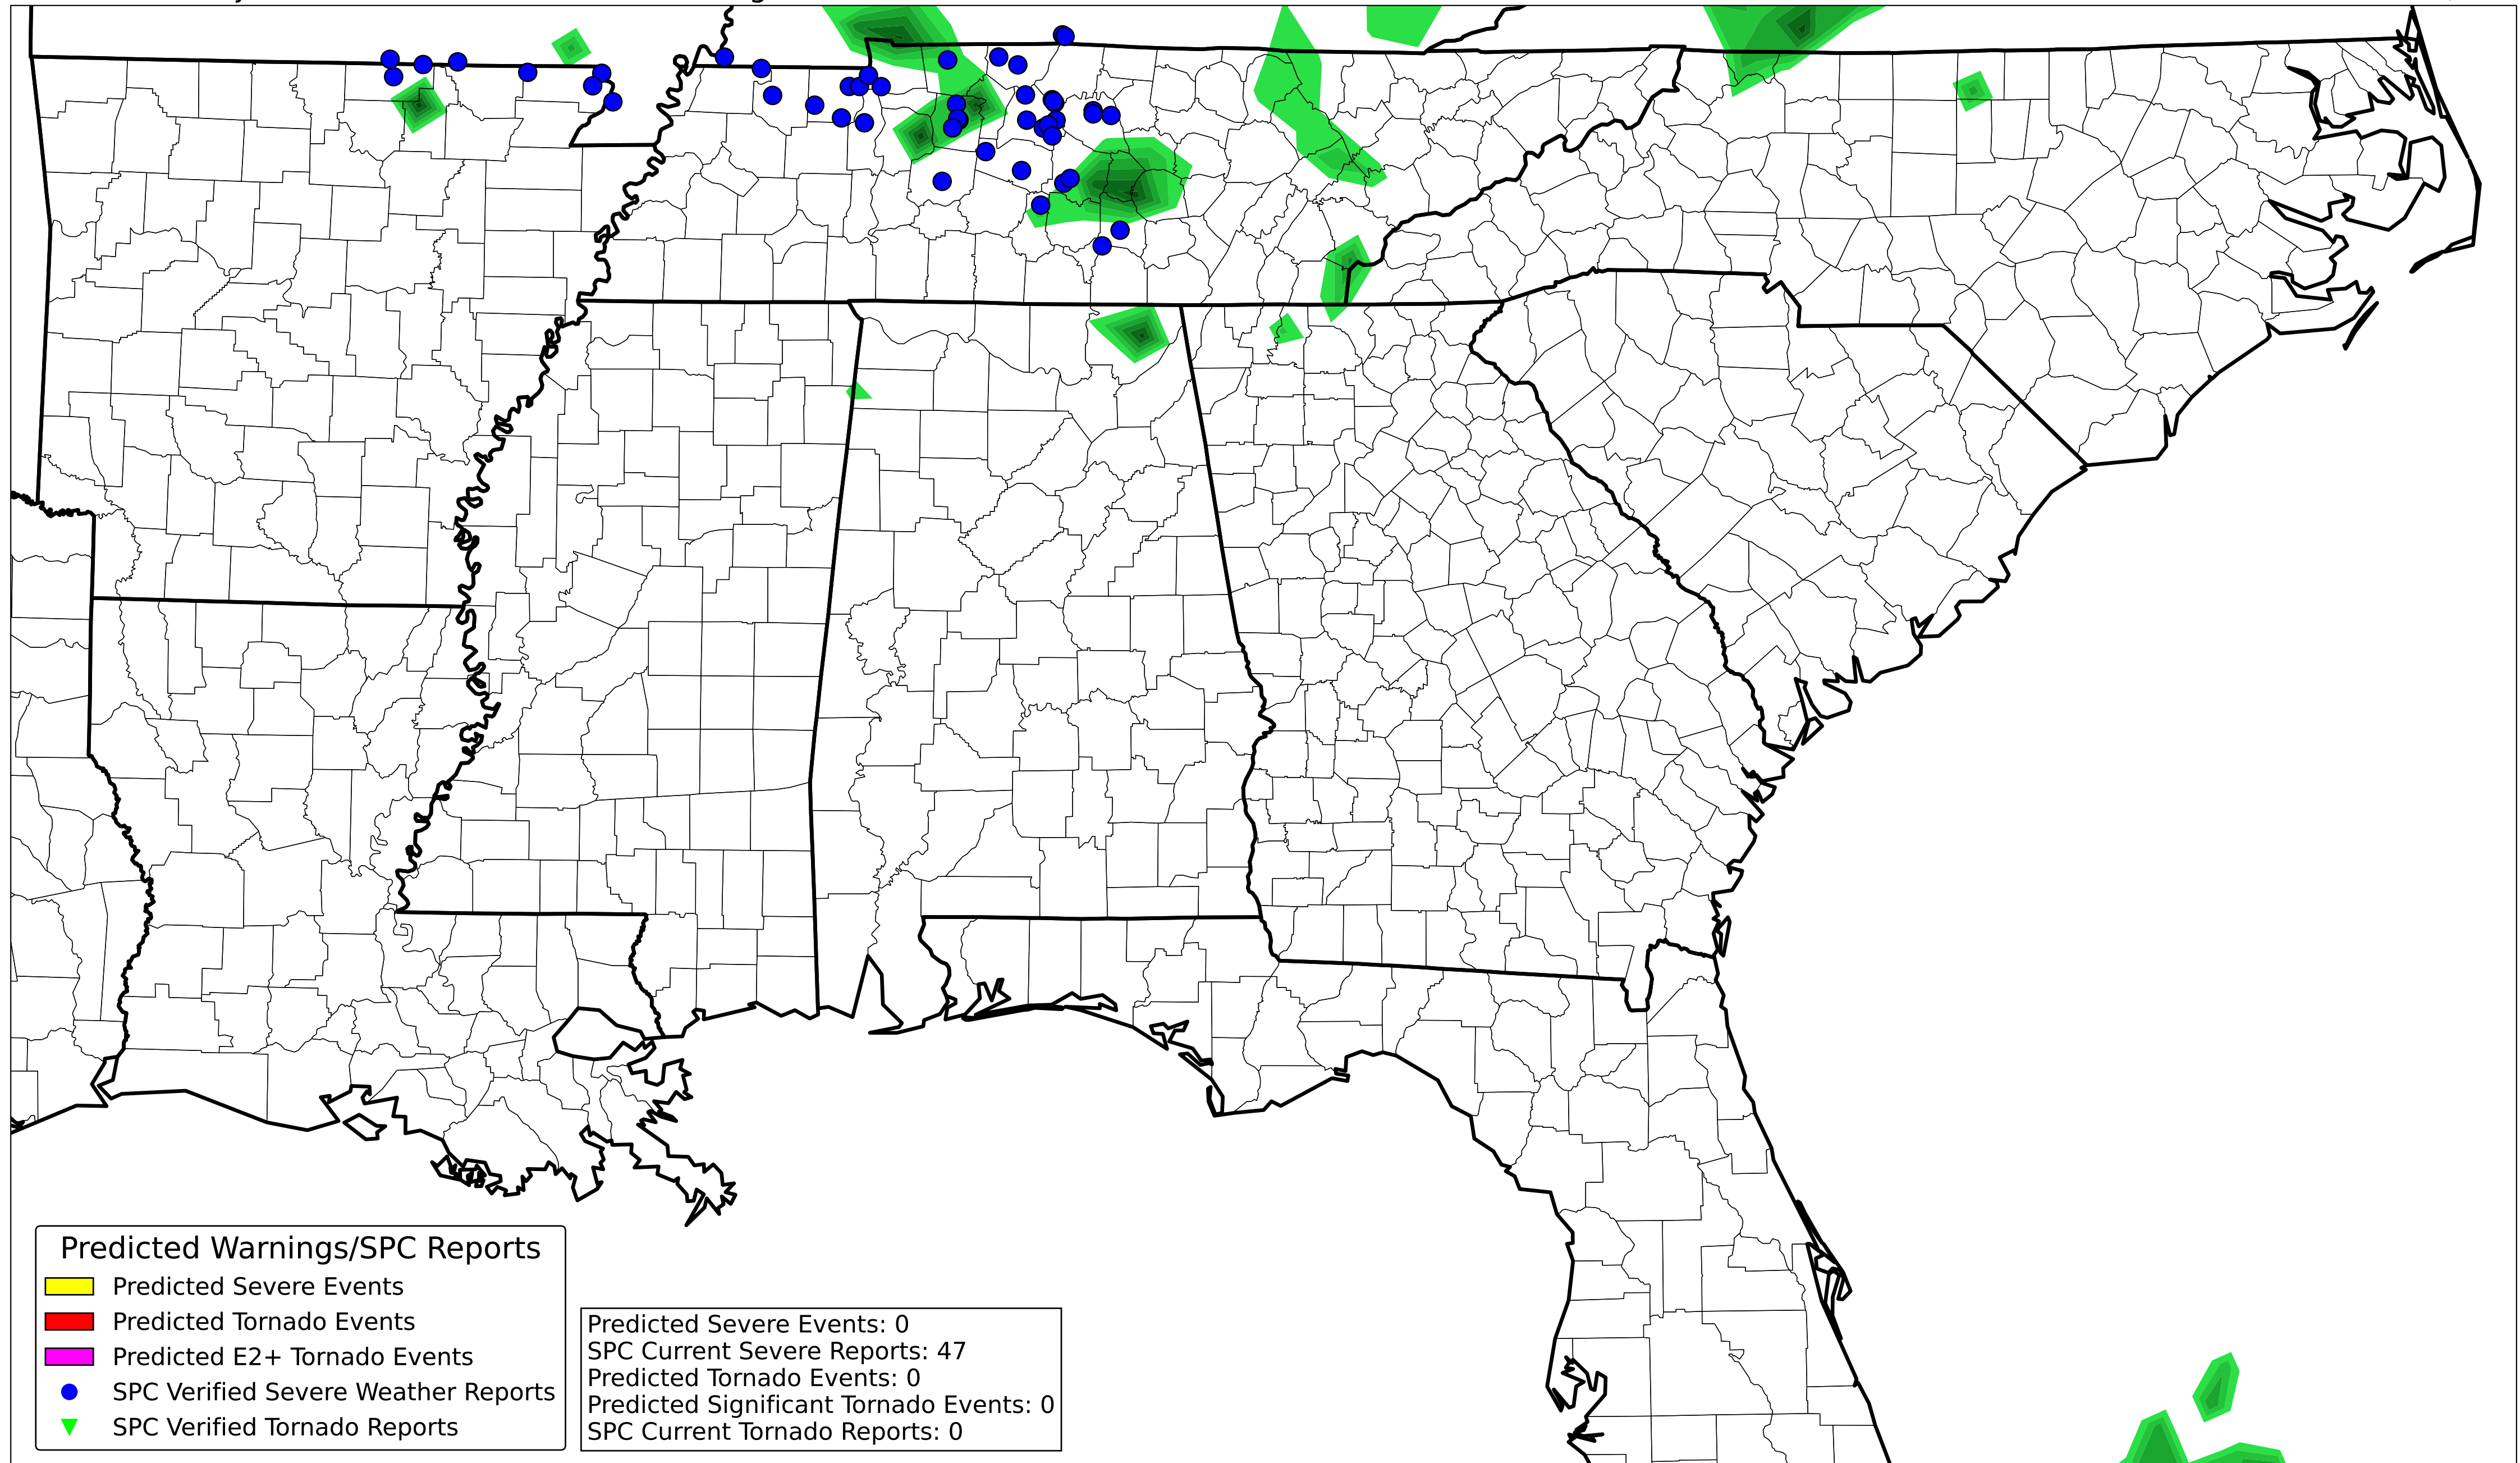 Predicted Warnings/SPC Reports
Predicted Severe Events
Predicted Tornado Events
Predicted E2+ Tornado Events
SPC Verified Severe Weather Reports
SPC Verified Tornado Reports
Predicted Severe Events: 0
SPC Current Severe Reports: 47
Predicted Tornado Events: 0
Predicted Significant Tornado Events: 0
SPC Current Tornado Reports: 0